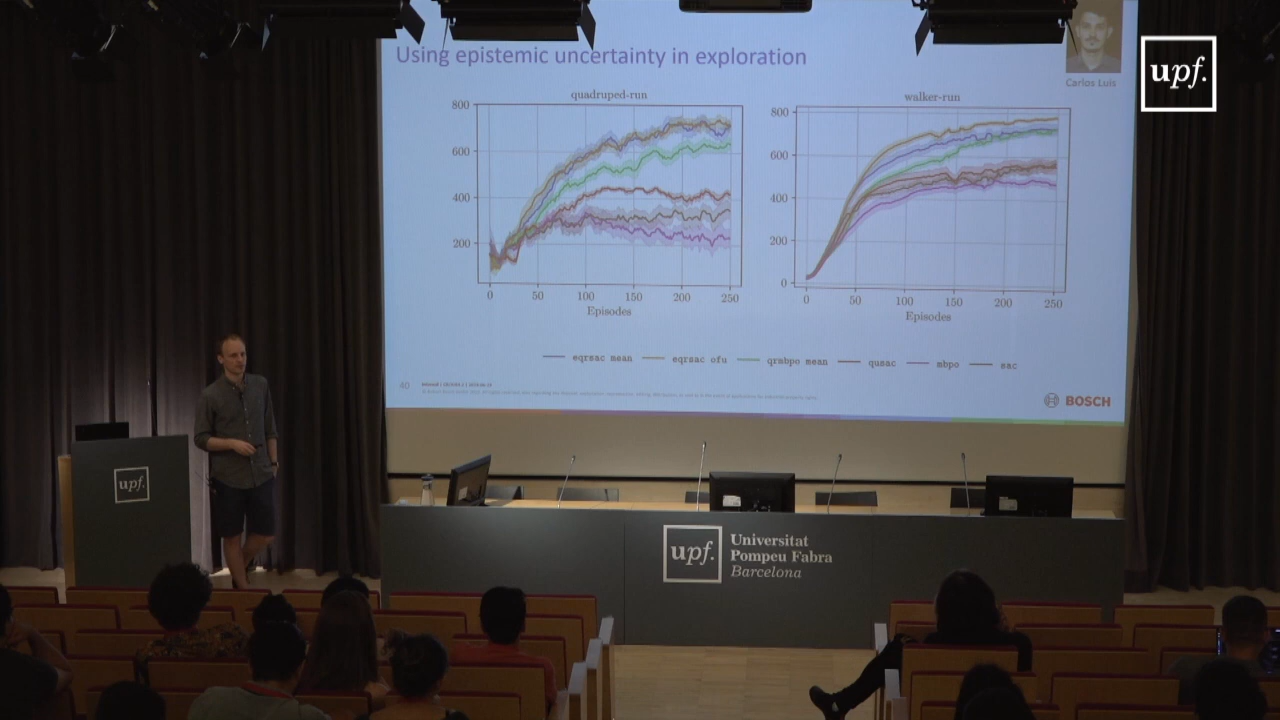 Using epistemic uncertainty in exploration
Carlos Luis
upf.
quadruped-run
800
600
400
200
0 50 100 150 200 250
Episodes
walker-run
800
600
400
200
0
0 50 100 150 200 250
Episodes
eqrsac mean eqrsac ofu qrmbpo mean qusac mbpo sac
40
BOSCH
upf.
upf.
Universitat
Pompeu Fabra
Barcelona